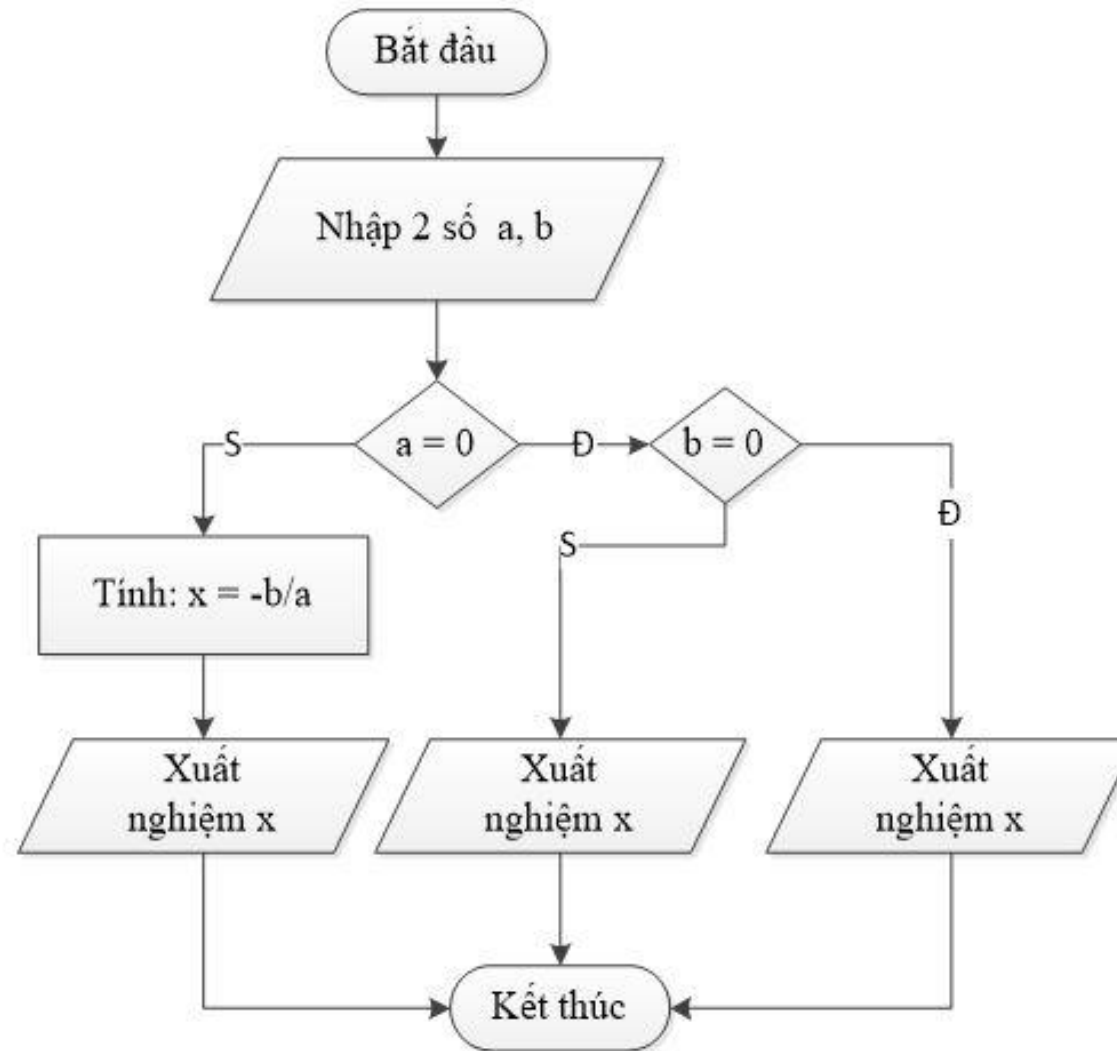 Bắt đầu
Nhập 2 số a, b
a = 0
b = 0
S
Đ
Đ
S
Tính: x = -b/a
Xuất
nghiệm x
Xuất
nghiệm x
Xuất
nghiệm x
Kết thúc